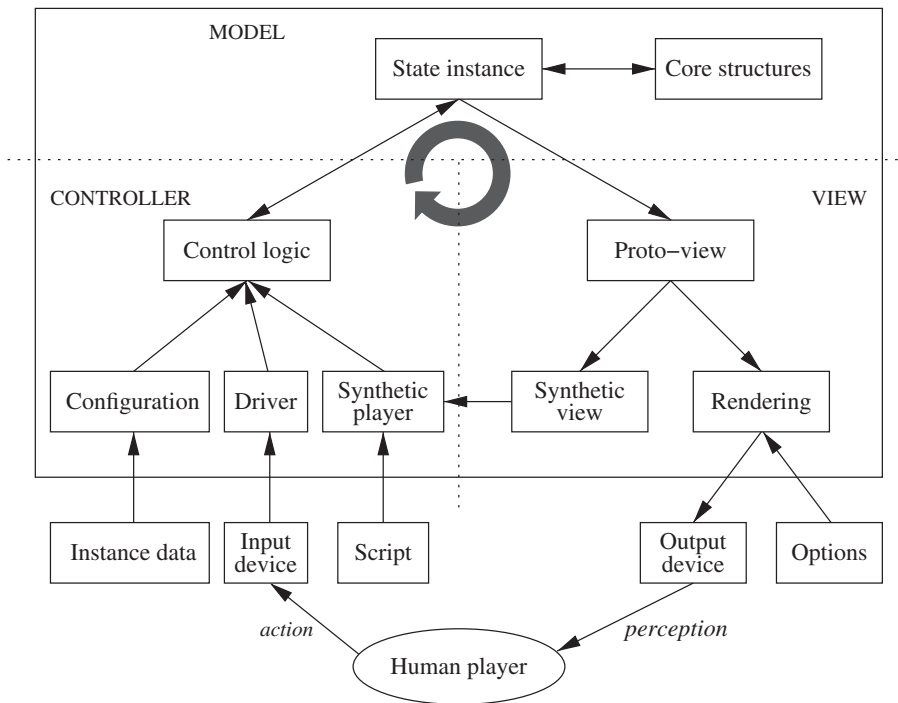 MODEL
State instance
Core structures
CONTROLLER
VIEW
Control logic
Proto−view
Configuration
Driver
Synthetic
player
Synthetic
view
Rendering
Instance data
Input
device
Script
Output
device
Options
action
perception
Human player